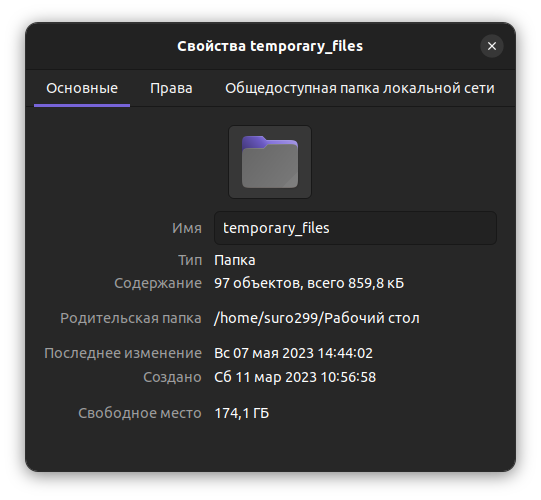 Свойства temporary_files
Основные Права Общедоступная папка локальной сети
Имя temporary_files
Тип Папка
Содержание 97 объектов, всего 859,8 кБ
Родительская папка /home/suro299/Рабочий стол
Последнее изменение Вс 07 мая 2023 14:44:02
Создано Сб 11 мар 2023 10:56:58
Свободное место 174,1 ГБ